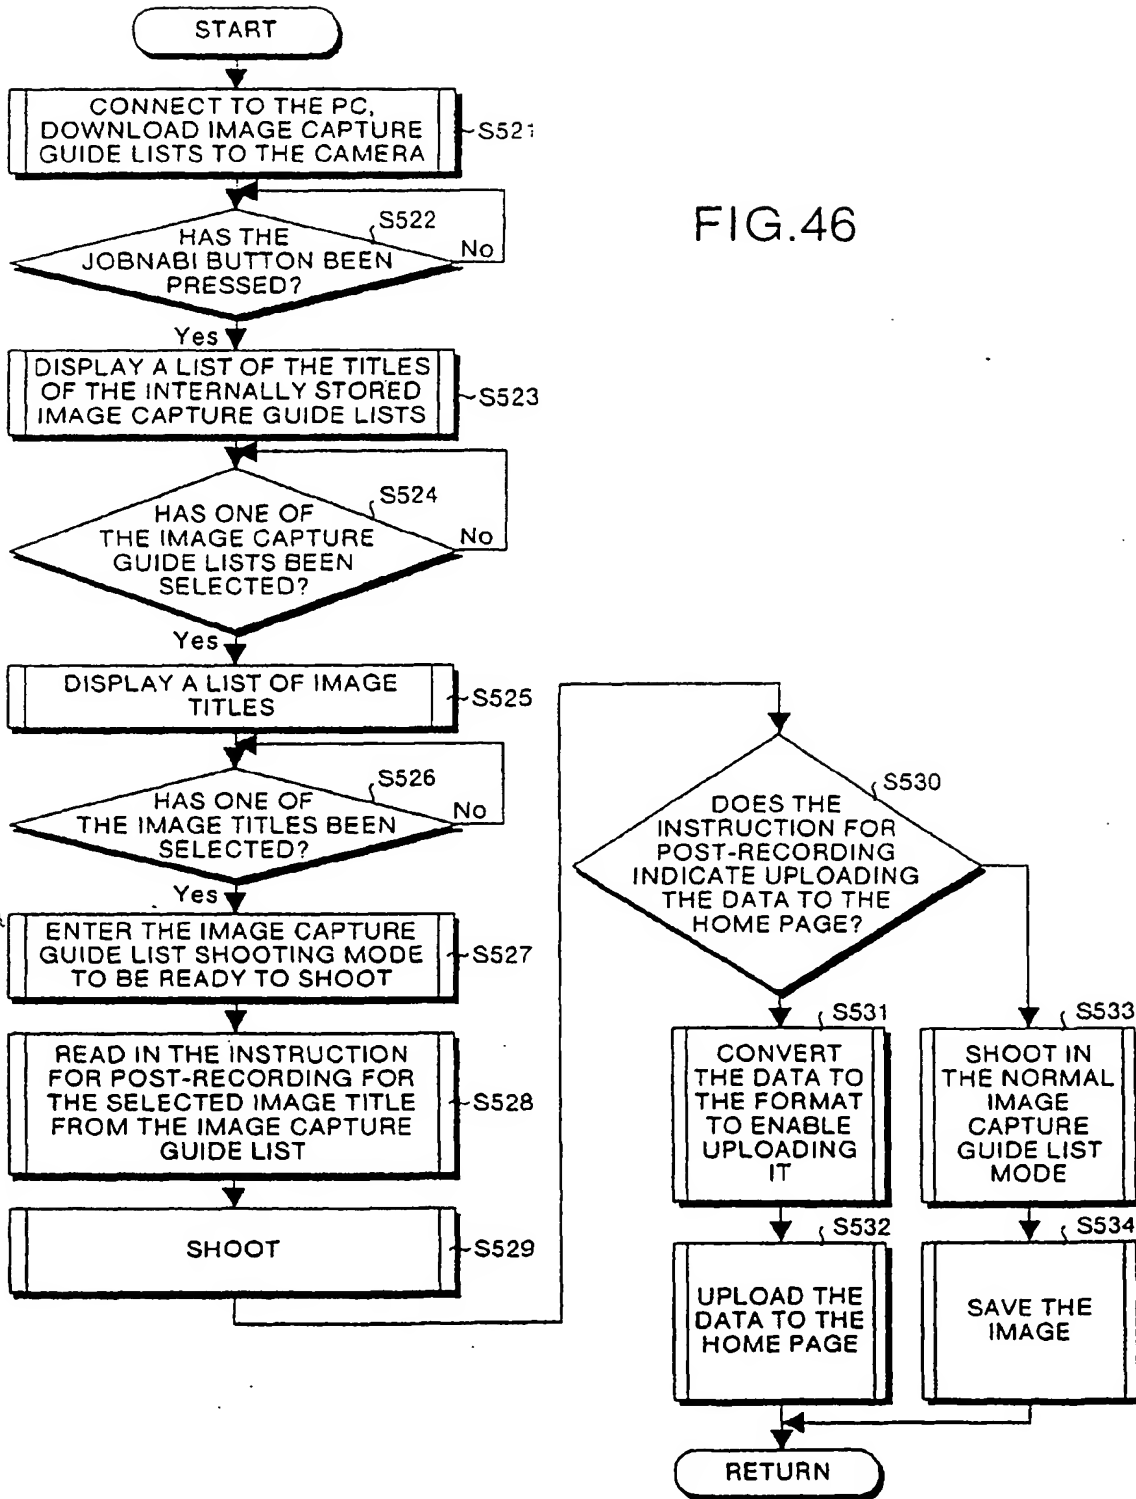 START
CONNECT TO THE PC,
DOWNLOAD IMAGE CAPTURE
GUIDE LISTS TO THE CAMERA
S521
FIG.46
S522
HAS THE
JOBNABI BUTTON BEEN
PRESSED?
No
Yes
DISPLAY A LIST OF THE TITLES
OF THE INTERNALLY STORED
IMAGE CAPTURE GUIDE LISTS
S523
S524
HAS ONE OF
THE IMAGE CAPTURE
GUIDE LISTS BEEN
SELECTED?
No
Yes
DISPLAY A LIST OF IMAGE
TITLES
S525
S526
HAS ONE OF
THE IMAGE TITLES BEEN
SELECTED?
No
Yes
ENTER THE IMAGE CAPTURE
GUIDE LIST SHOOTING MODE
TO BE READY TO SHOOT
S527
READ IN THE INSTRUCTION
FOR POST-RECORDING FOR
THE SELECTED IMAGE TITLE
FROM THE IMAGE CAPTURE
GUIDE LIST
S528
SHOOT
S529
S530
DOES THE
INSTRUCTION FOR
POST-RECORDING
INDICATE UPLOADING
THE DATA TO THE
HOME PAGE?
S531
CONVERT
THE DATA TO
THE FORMAT
TO ENABLE
UPLOADING
IT
S532
UPLOAD THE
DATA TO THE
HOME PAGE
S533
SHOOT IN
THE NORMAL
IMAGE
CAPTURE
GUIDE LIST
MODE
S534
SAVE THE
IMAGE
RETURN